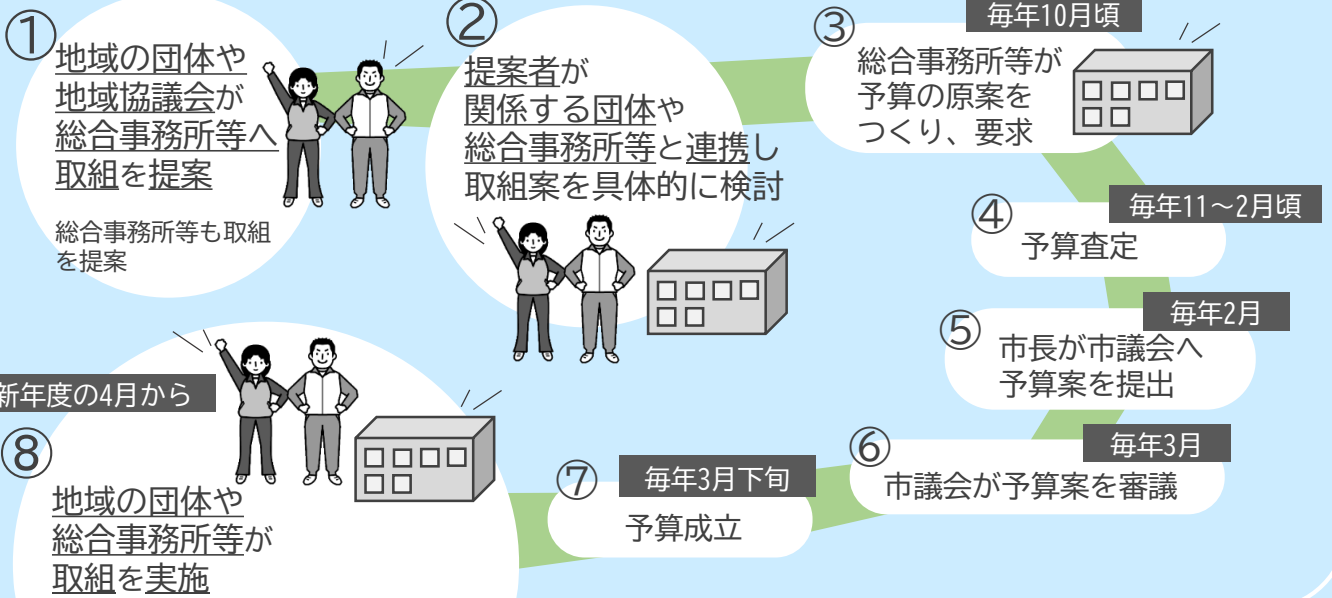 ①
地域の団体や
地域協議会が
総合事務所等へ
取組を提案
総合事務所等も取組
を提案
②
提案者が
関係する団体や
総合事務所等と連携し
取組案を具体的に検討
毎年10月頃
③
総合事務所等が
予算の原案を
つくり、要求
毎年11～2月頃
④
予算査定
毎年2月
⑤
市長が市議会へ
予算案を提出
毎年3月
⑥
市議会が予算案を審議
毎年3月下旬
⑦
予算成立
新年度の4月から
⑧
地域の団体や
総合事務所等が
取組を実施